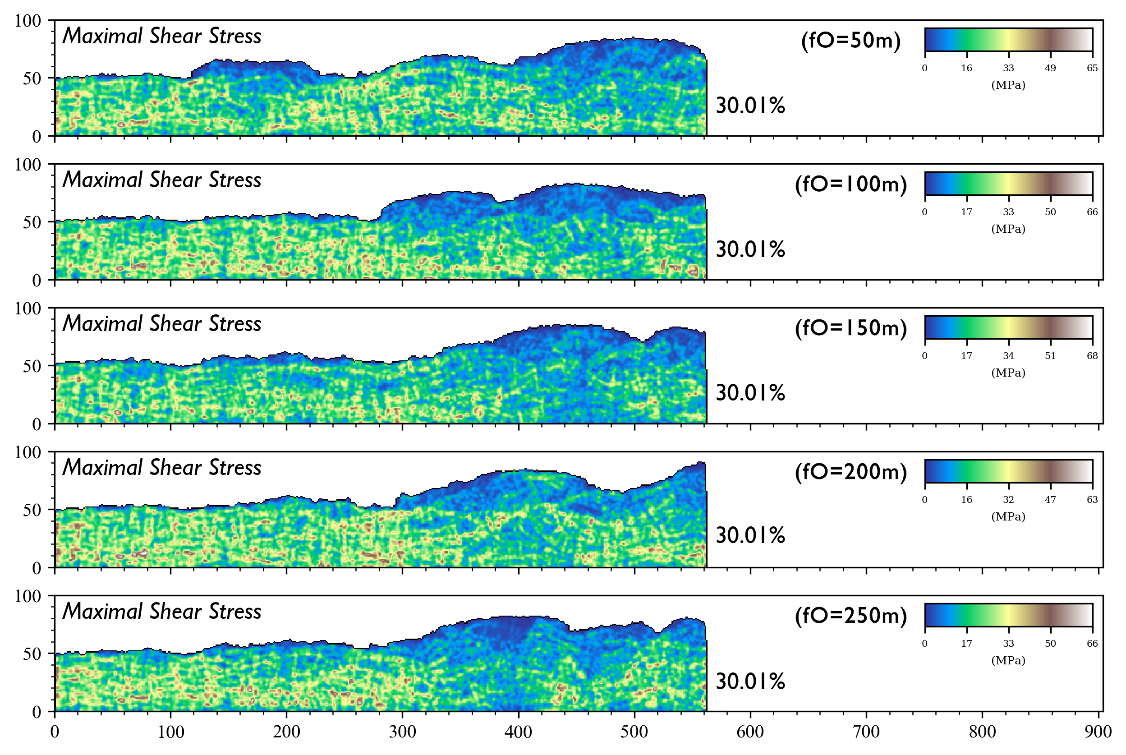 100
Maximal Shear Stress (fO=50m)
50
0 16 33 49 65
(MPa)
30.01%
0
100
Maximal Shear Stress (fO=100m)
50
0 17 33 50 66
(MPa)
30.01%
0
100
Maximal Shear Stress (fO=150m)
50
0 17 34 51 68
(MPa)
30.01%
0
100
Maximal Shear Stress (fO=200m)
50
0 16 32 47 63
(MPa)
30.01%
0
100
Maximal Shear Stress (fO=250m)
50
0 17 33 50 66
(MPa)
30.01%
0
0 100 200 300 400 500 600 700 800 900